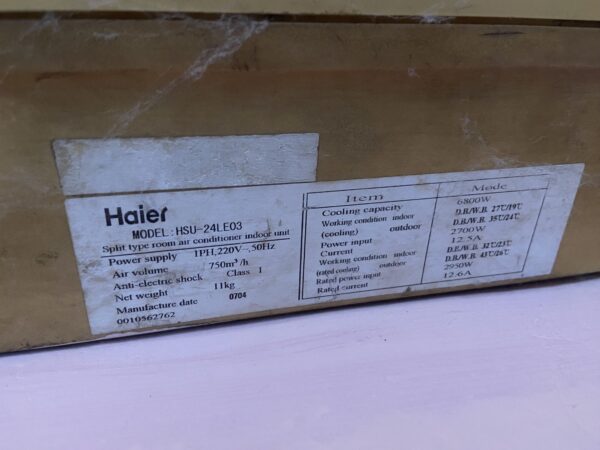 Haier
MODEL:HSU-24LE03
Split type room air conditioner indoor unit
Power supply 1PH,220V~,50Hz
Air volume 750m³/h
Anti-electric shock Class 1
Net weight 11kg
Manufacture date 0704
0010562762
Item Mode
Cooling capacity 6800W
Working condition indoor D.B./W.B. 27℃/19℃
(cooling) outdoor D.B./W.B. 35℃/24℃
Power input 2700W
Current 12.5A
Working condition indoor D.B./W.B. 32℃/23℃
(rated cooling) outdoor D.B./W.B. 43℃/26℃
Rated power input 2950W
Rated current 12.6A